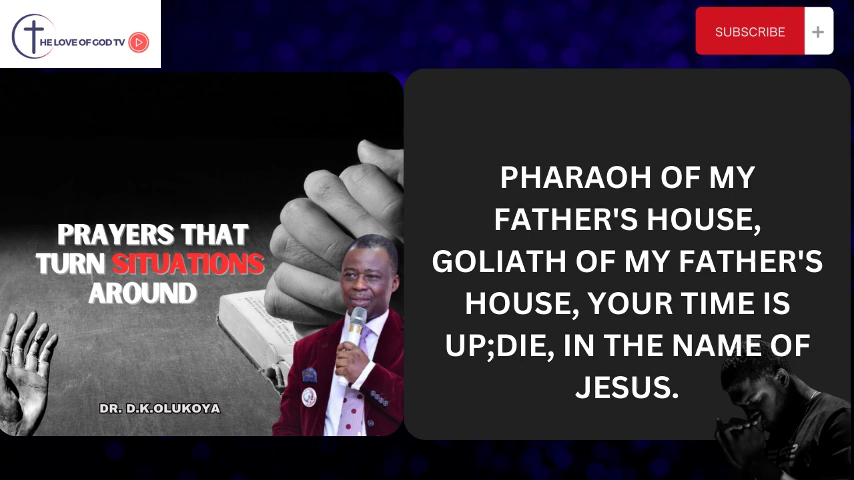 THE LOVE OF GOD TV
SUBSCRIBE +
PRAYERS THAT
TURN SITUATIONS
AROUND
DR. D.K.OLUKOYA
PHARAOH OF MY
FATHER'S HOUSE,
GOLIATH OF MY FATHER'S
HOUSE, YOUR TIME IS
UP;DIE, IN THE NAME OF
JESUS.